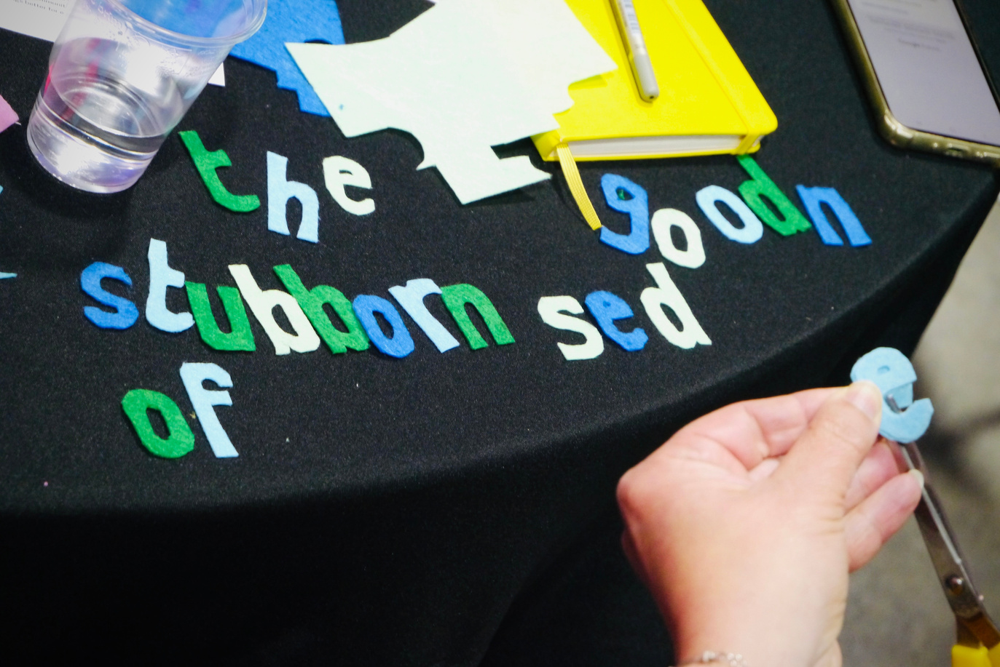 the goodn
stubborn sed
of
e